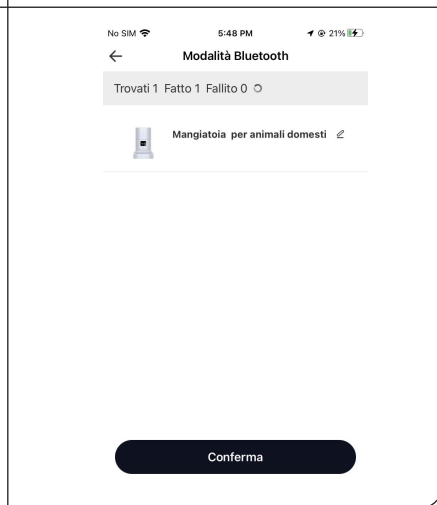 No SIM 5:48 PM 21%
Modalità Bluetooth
Trovati 1 Fatto 1 Fallito 0
Mangiatoia per animali domesti
Conferma